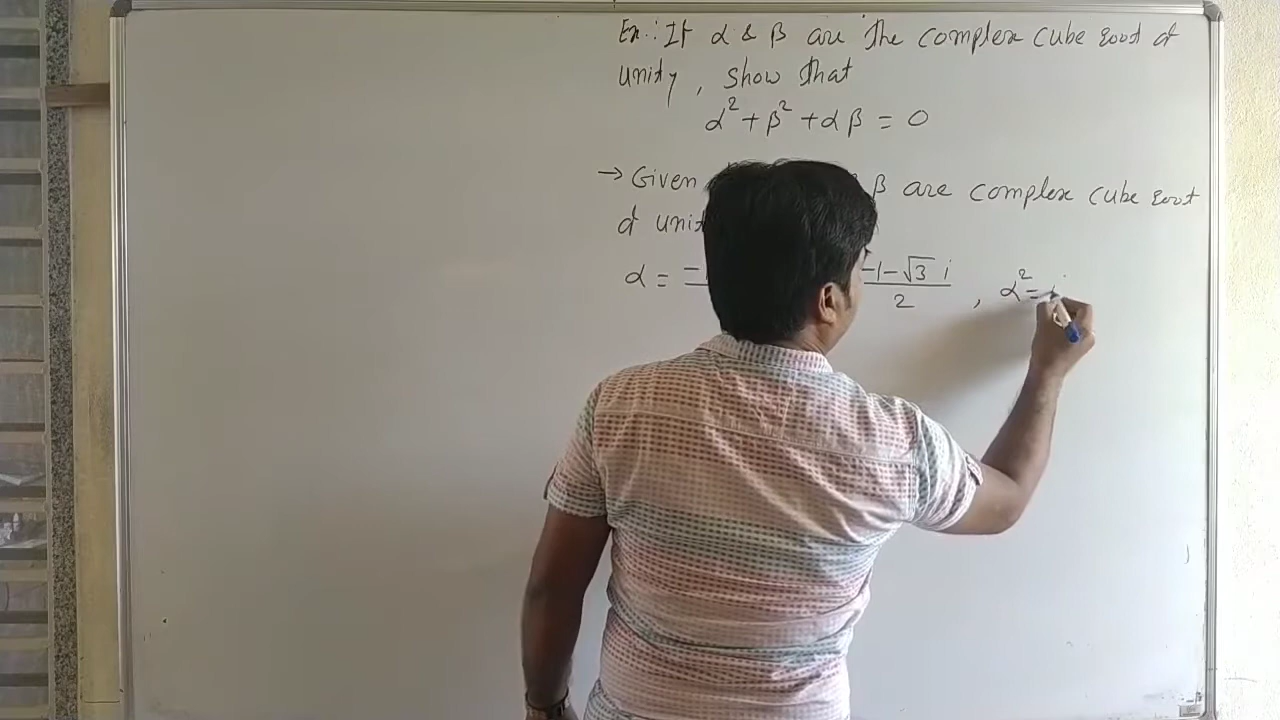 Ex.: If α & β are the complex cube root of
unity, show that
α² + β² + αβ = 0
→ Given β are complex cube root
of unit
α = -1 -1-√3 i / 2 , α² =